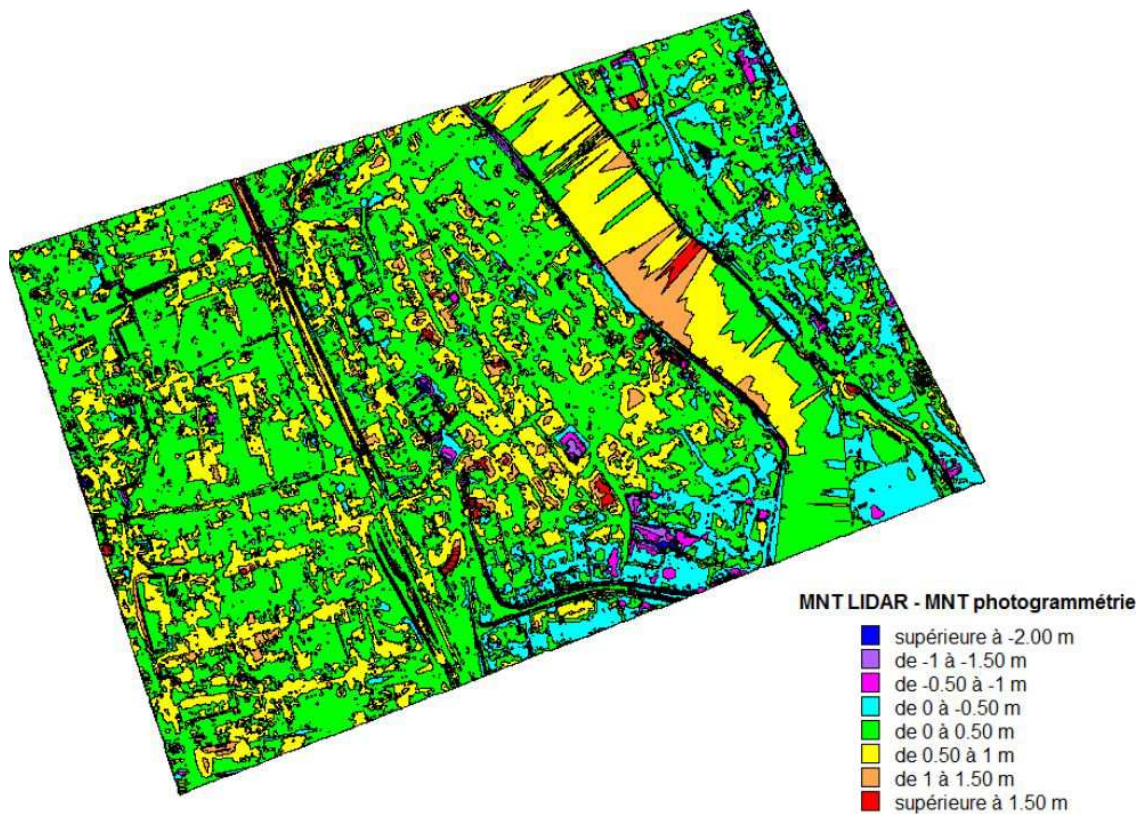 MNT LIDAR - MNT photogrammétrie
supérieure à -2.00 m
de -1 à -1.50 m
de -0.50 à -1 m
de 0 à -0.50 m
de 0 à 0.50 m
de 0.50 à 1 m
de 1 à 1.50 m
supérieure à 1.50 m